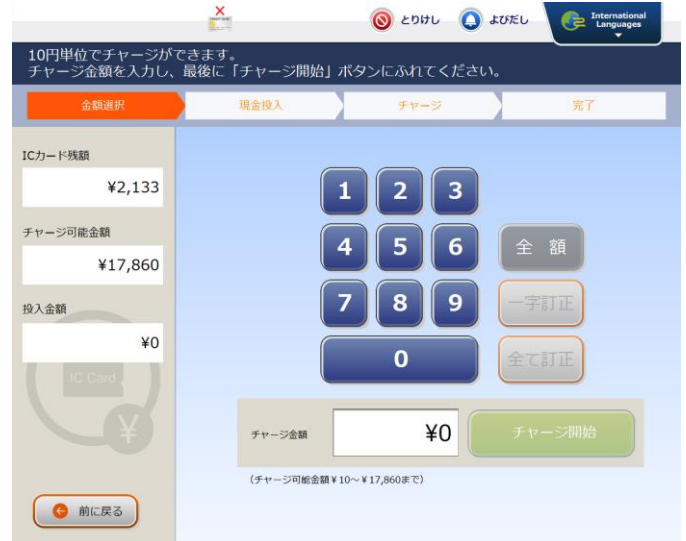 とりけし
よびだし
International
Languages
10円単位でチャージができます。
チャージ金額を入力し、最後に「チャージ開始」ボタンにふれてください。
金額選択
現金投入
チャージ
完了
ICカード残額
¥2,133
チャージ可能金額
¥17,860
投入金額
¥0
IC Card
¥
1 2 3
4 5 6 全 額
7 8 9 一字訂正
0 全て訂正
チャージ金額 ¥0 チャージ開始
(チャージ可能金額¥10~¥17,860まで)
前に戻る